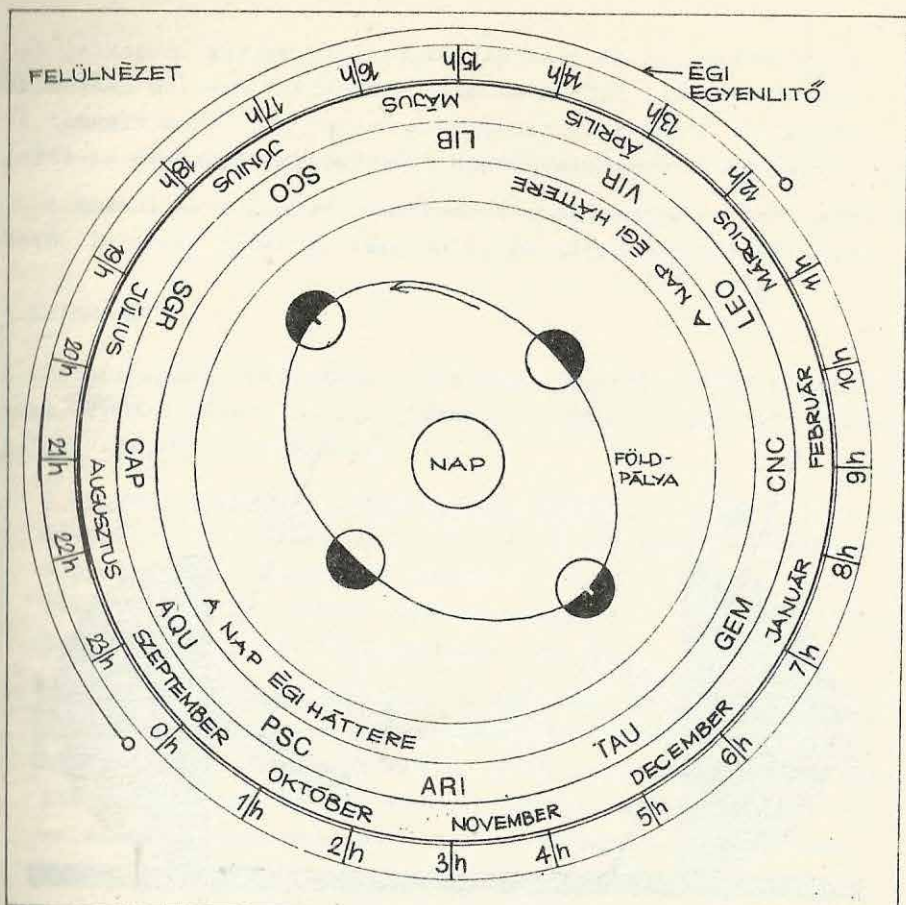 FELÜLNÉZET
ÉGI
EGYENLITŐ
12h
13h
14h
15h
16h
17h
18h
19h
20h
21h
22h
23h
0h
1h
2h
3h
4h
5h
6h
7h
8h
9h
10h
11h
MÁRCIUS
ÁPRILIS
MÁJUS
JÚNIUS
JÚLIUS
AUGUSZTUS
SZEPTEMBER
OKTÓBER
NOVEMBER
DECEMBER
JANUÁR
FEBRUÁR
LEO
VIR
LIB
SCO
SGR
CAP
AQU
PSC
ARI
TAU
GEM
CNC
A NAP ÉGI HÁTTERE
A NAP ÉGI HÁTTERE
NAP
FÖLD-
PÁLYA